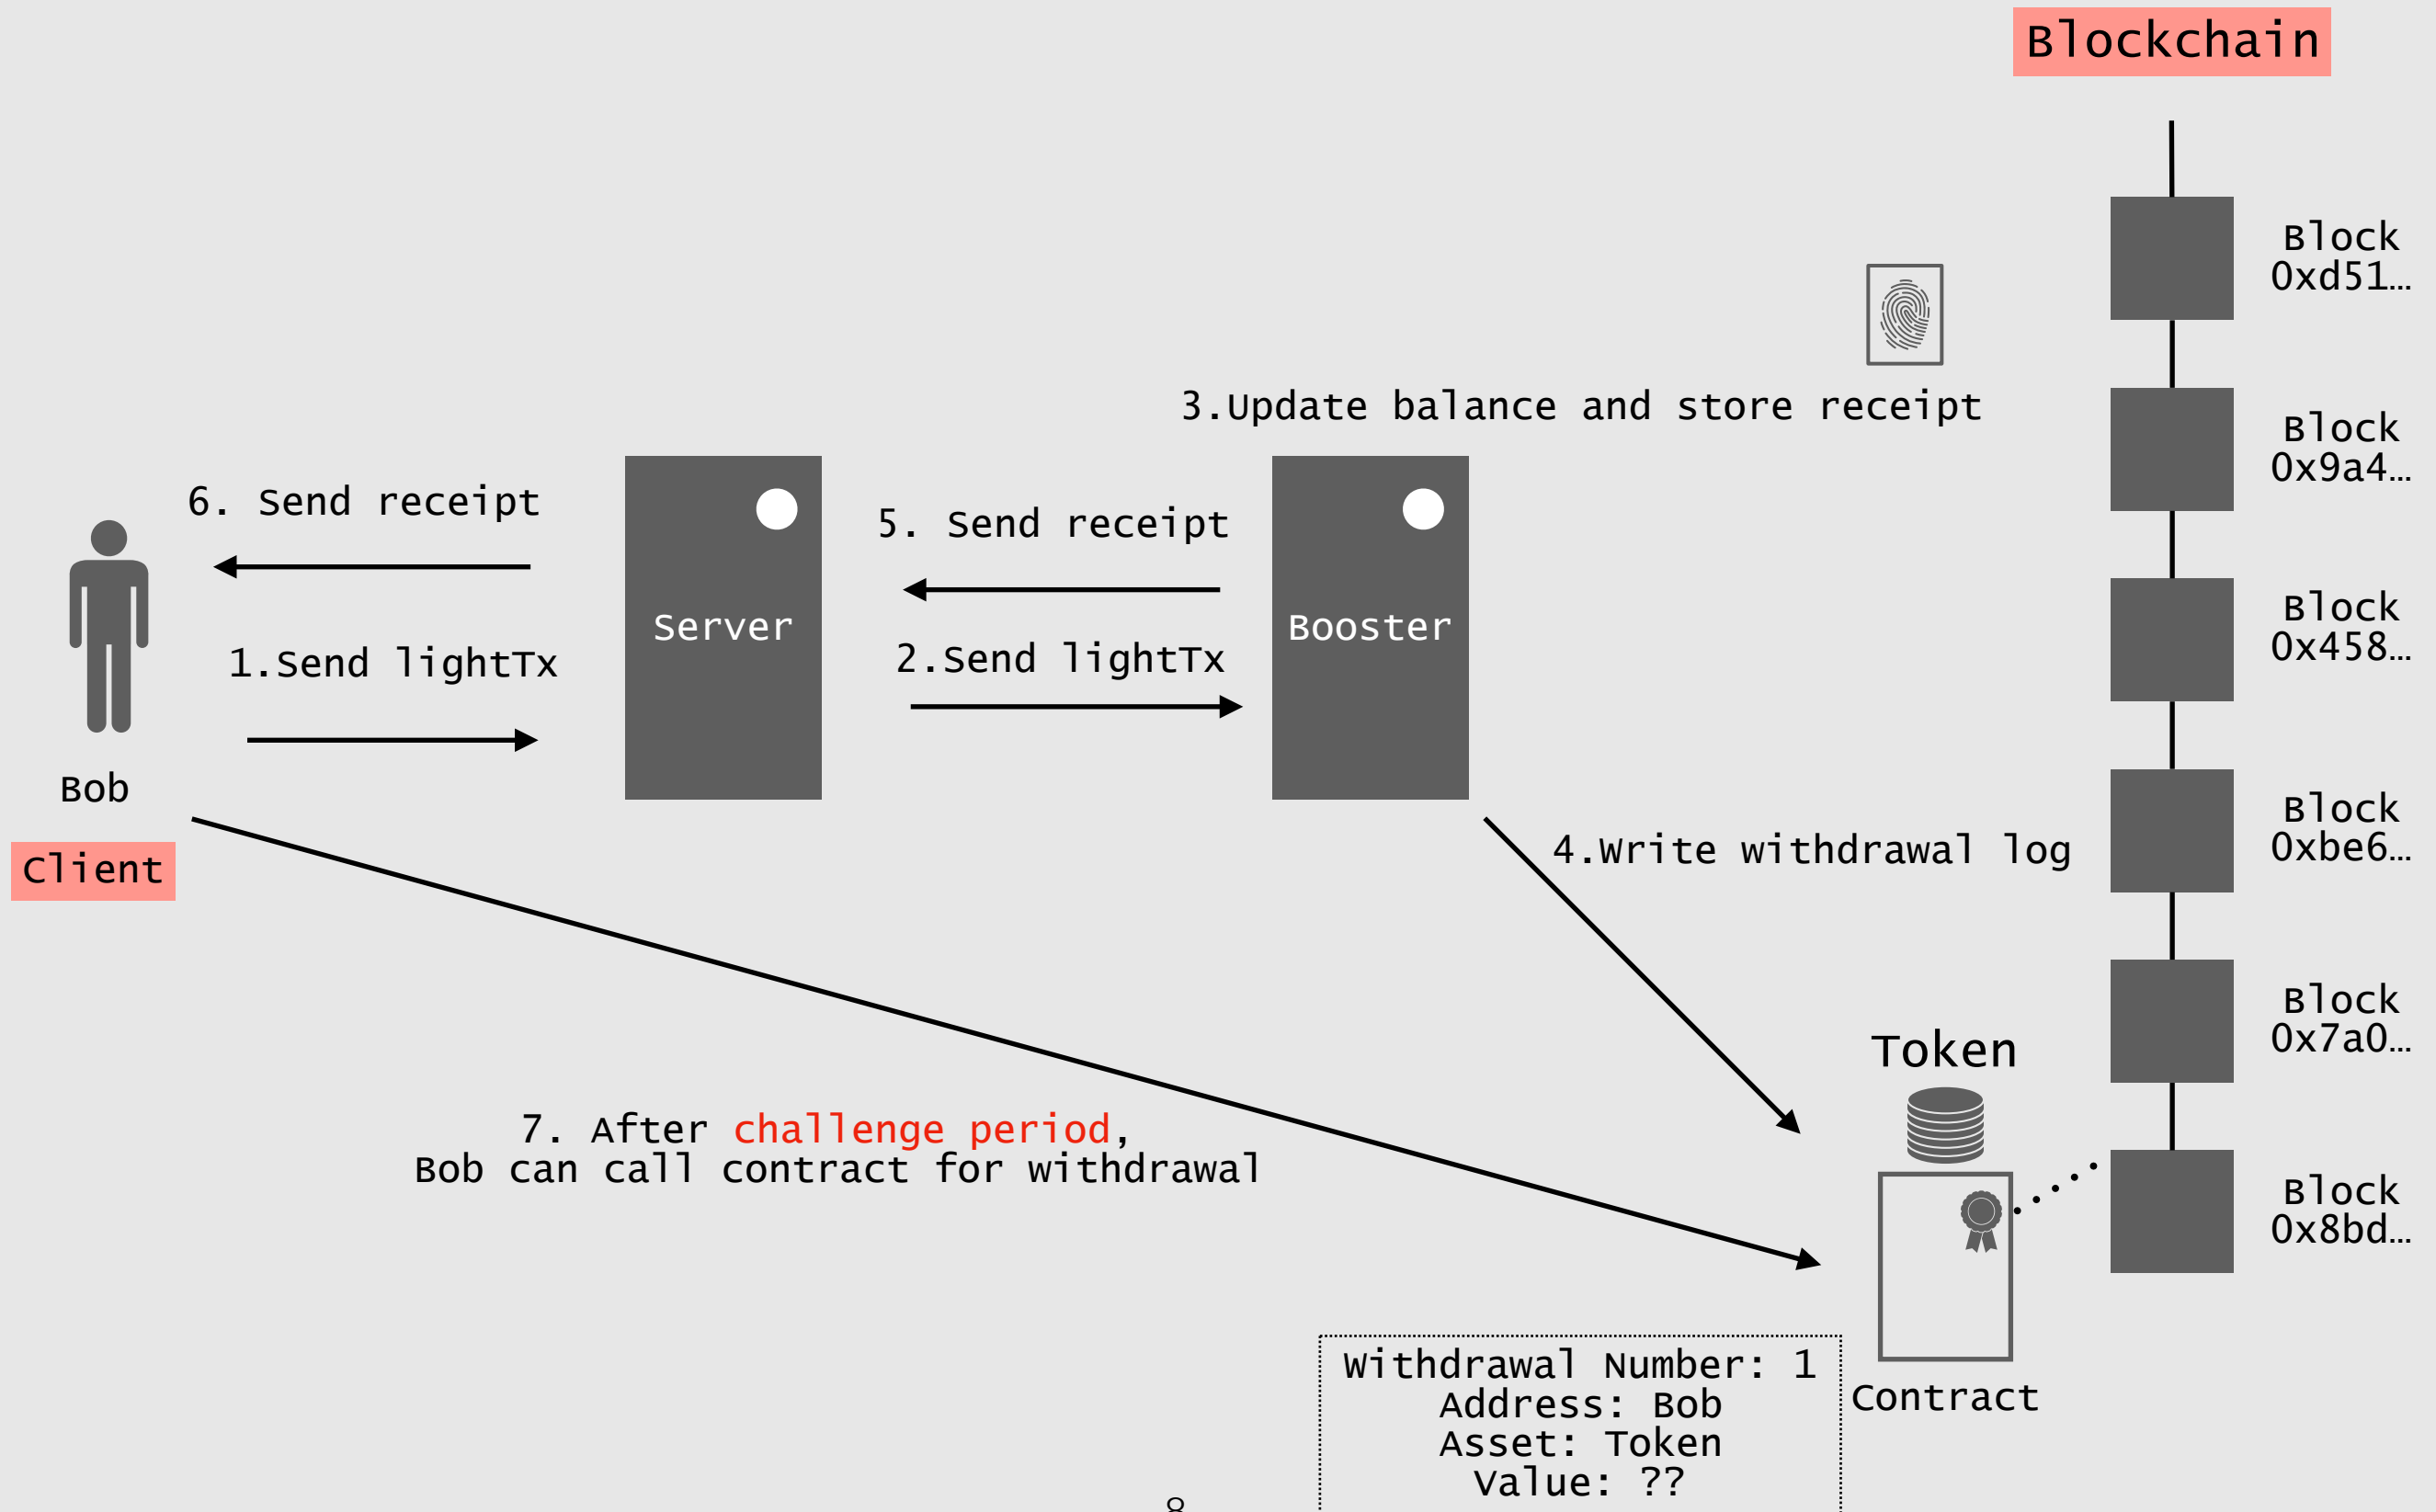 Blockchain
Block
0xd51…
3.Update balance and store receipt
Block
0x9a4…
6. Send receipt
5. Send receipt
Server
Booster
Block
0x458…
1.Send lightTx
2.Send lightTx
Bob
Client
4.Write withdrawal log
Block
0xbe6…
Block
0x7a0…
Token
7. After challenge period,
Bob can call contract for withdrawal
Block
0x8bd…
Contract
Withdrawal Number: 1
Address: Bob
Asset: Token
Value: ??
8